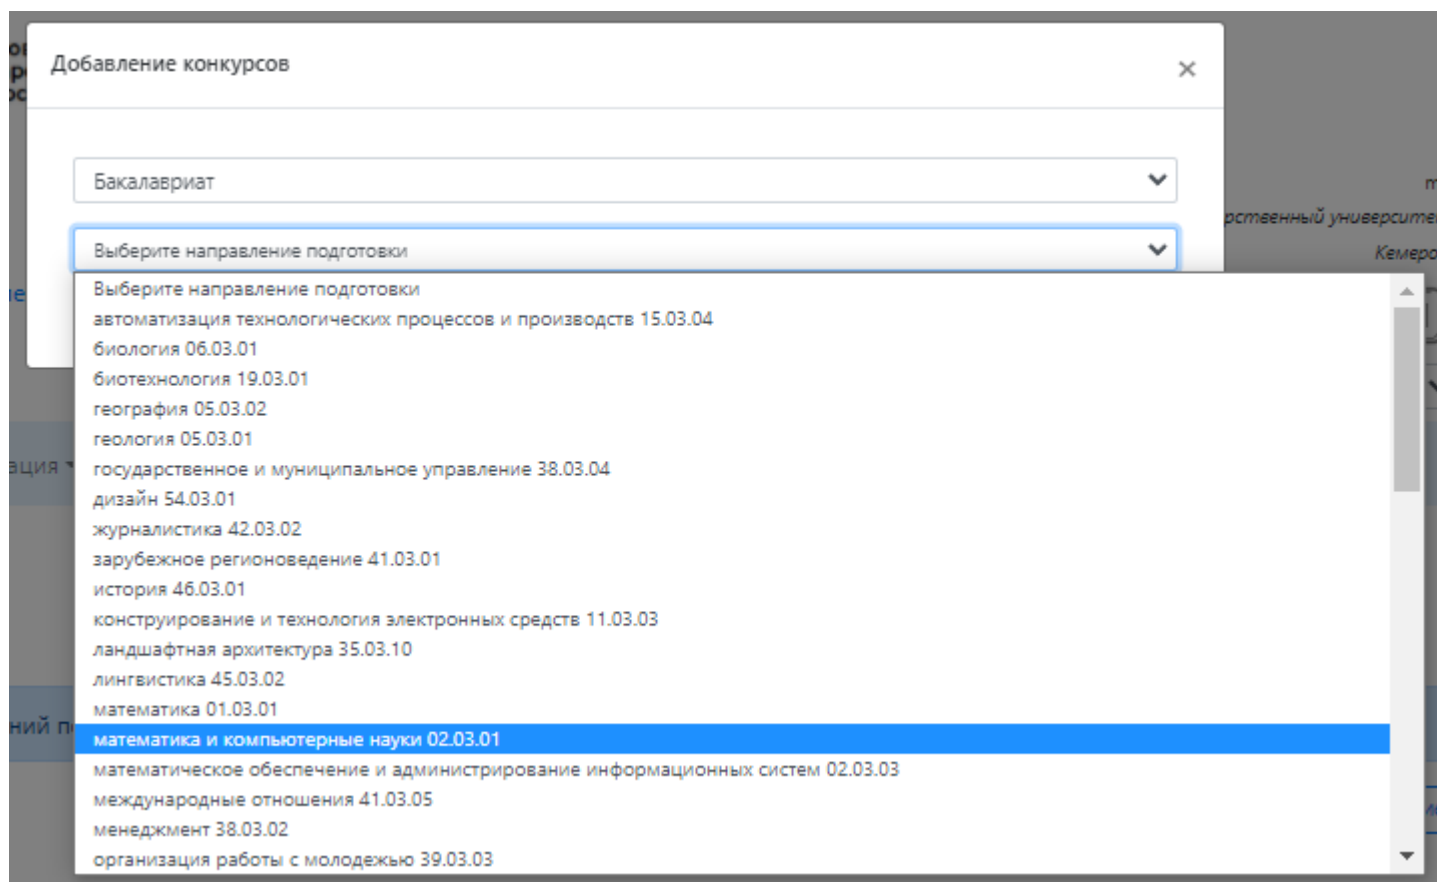 Добавление конкурсов
×
Бакалавриат
рственный университе
Выберите направление подготовки
Кемеро
Выберите направление подготовки
автоматизация технологических процессов и производств 15.03.04
биология 06.03.01
биотехнология 19.03.01
география 05.03.02
геология 05.03.01
ация
государственное и муниципальное управление 38.03.04
дизайн 54.03.01
журналистика 42.03.02
зарубежное регионоведение 41.03.01
история 46.03.01
конструирование и технология электронных средств 11.03.03
ландшафтная архитектура 35.03.10
лингвистика 45.03.02
математика 01.03.01
ний п
математика и компьютерные науки 02.03.01
математическое обеспечение и администрирование информационных систем 02.03.03
международные отношения 41.03.05
менеджмент 38.03.02
организация работы с молодежью 39.03.03